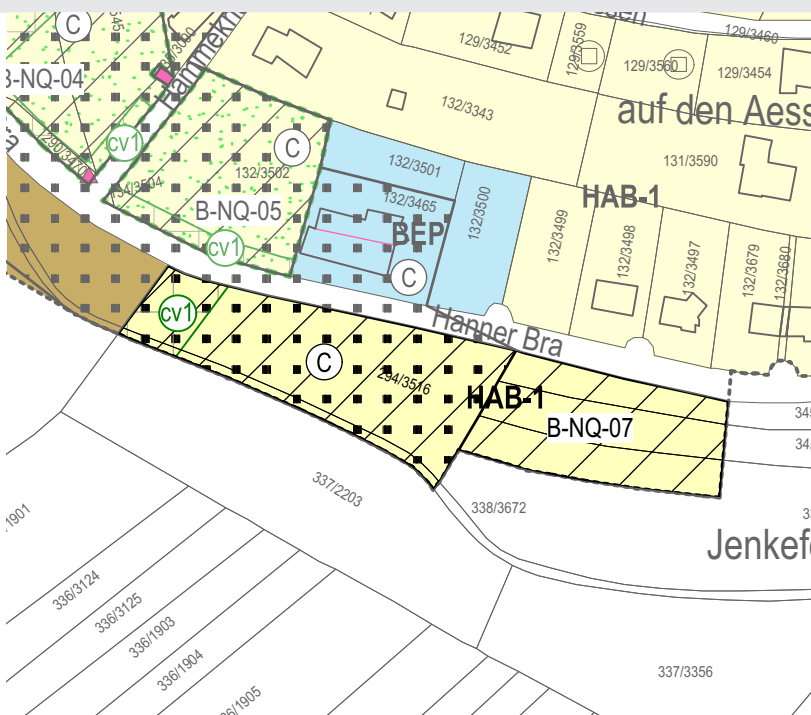 C
129/3452
129/3559
129/3560
129/3460
129/3454
B-NQ-04
132/3343
auf den Aess
cv1
C
132/3501
131/3590
132/3502
134/3504
B-NQ-05
132/3465
132/3500
HAB-1
BEP
132/3499
132/3498
132/3497
132/3679
132/3680
cv1
C
cv1
Hanner Bra
C
294/3516
HAB-1
B-NQ-07
337/2203
338/3672
Jenkef
336/3124
336/3125
336/1903
336/1904
337/3356